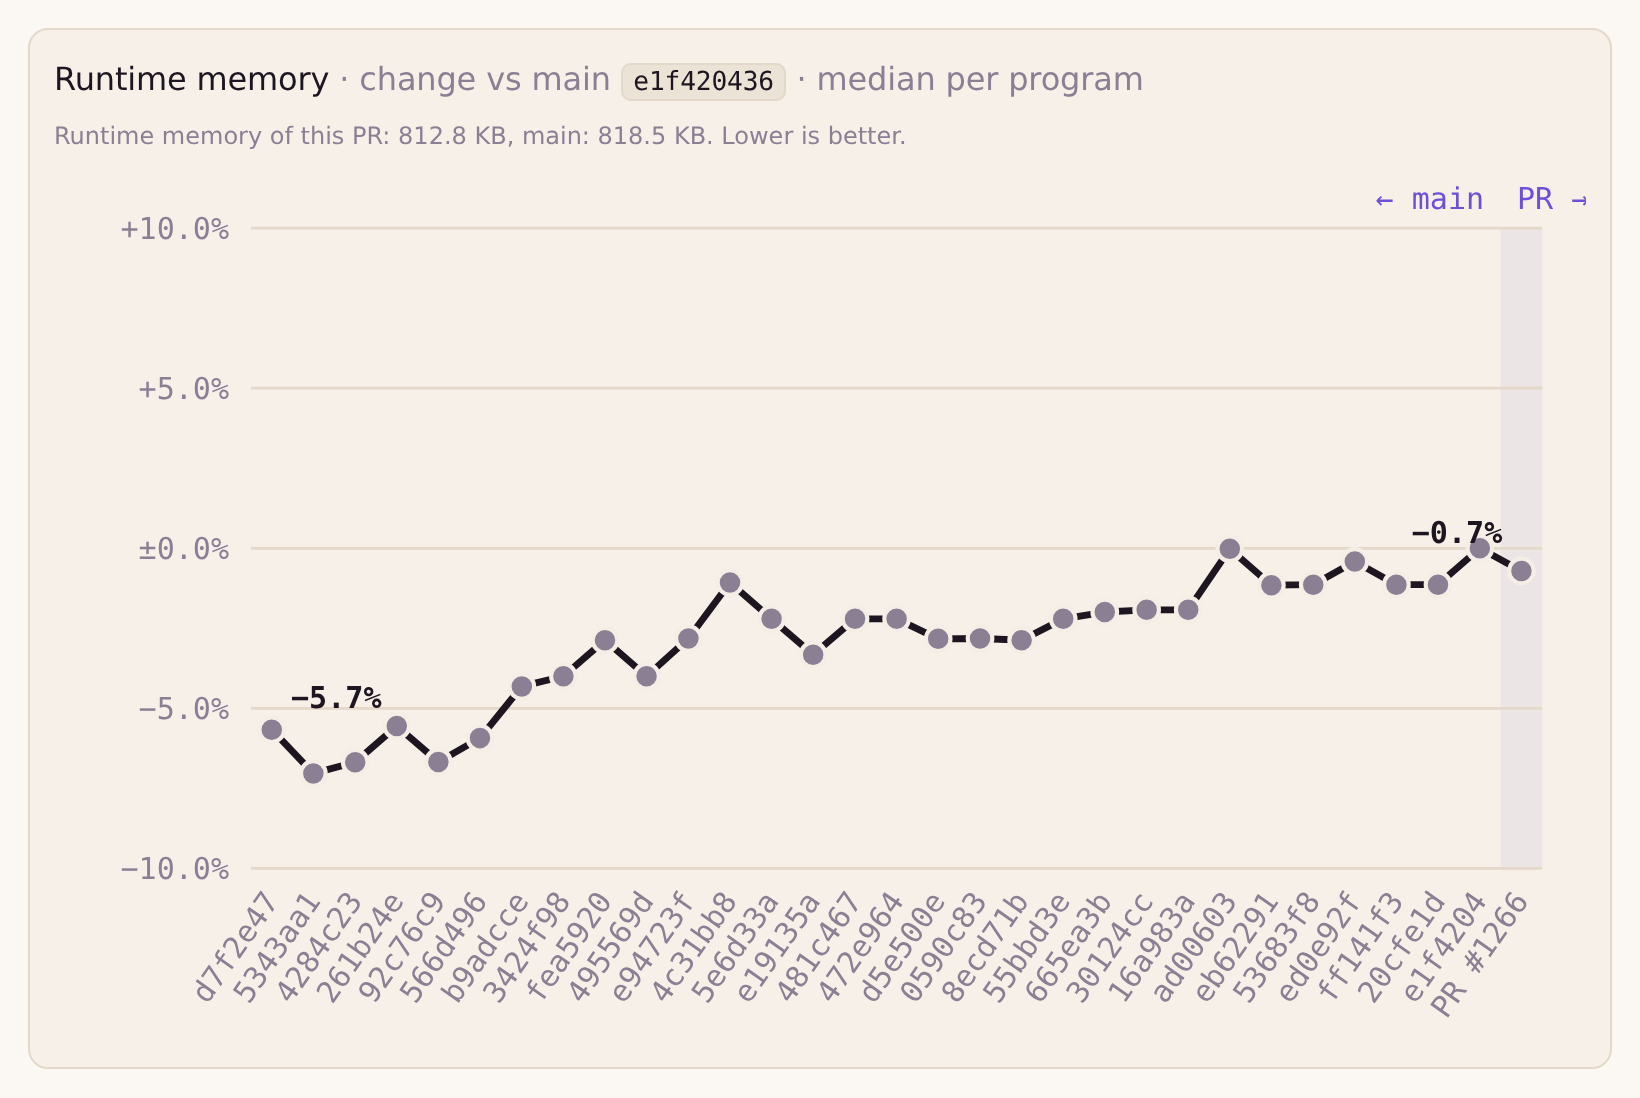 Runtime memory · change vs main e1f420436 · median per program
Runtime memory of this PR: 812.8 KB, main: 818.5 KB. Lower is better.
← main PR →
+10.0%
+5.0%
±0.0%
−5.0%
−10.0%
−5.7%
−0.7%
d7f2e47
5343aa1
4284c23
261b24e
92c76c9
566d496
b9adcce
3424f98
fea5920
495569d
e94723f
4c31bb8
5e6d33a
e19135a
481c467
472e964
d5e500e
0590c83
8ecd71b
55bbd3e
665ea3b
30124cc
16a983a
ad00603
eb62291
53683f8
ed0e92f
ff141f3
20cfe1d
e1f4204
PR #1266